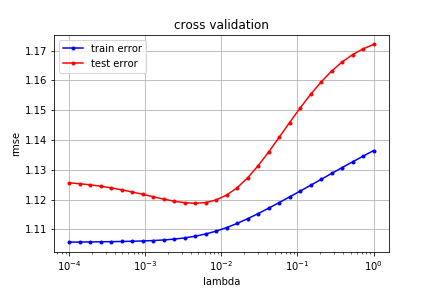 cross validation
train error
test error
rmse
1.17
1.16
1.15
1.14
1.13
1.12
1.11
10⁻⁴ 10⁻³ 10⁻² 10⁻¹ 10⁰
lambda